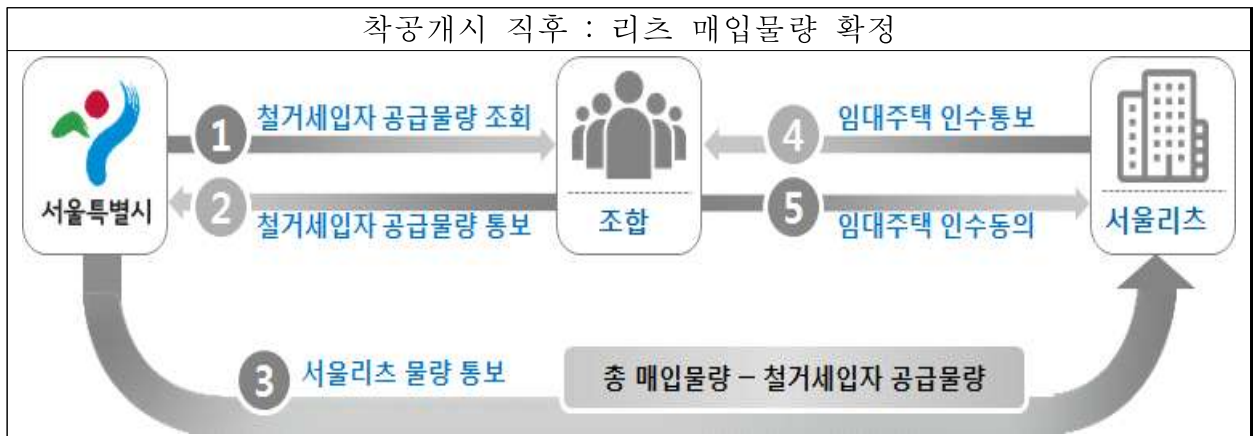 착공개시 직후 : 리츠 매입물량 확정
1 철거세입자 공급물량 조회
4 임대주택 인수통보
서울특별시
2 철거세입자 공급물량 통보
조합
5 임대주택 인수동의
서울리츠
3 서울리츠 물량 통보
총 매입물량 – 철거세입자 공급물량